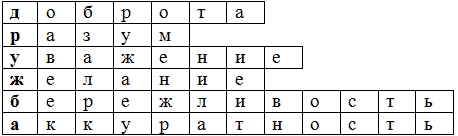 доброта
разум
уважение
желание
бережливость
аккуратность